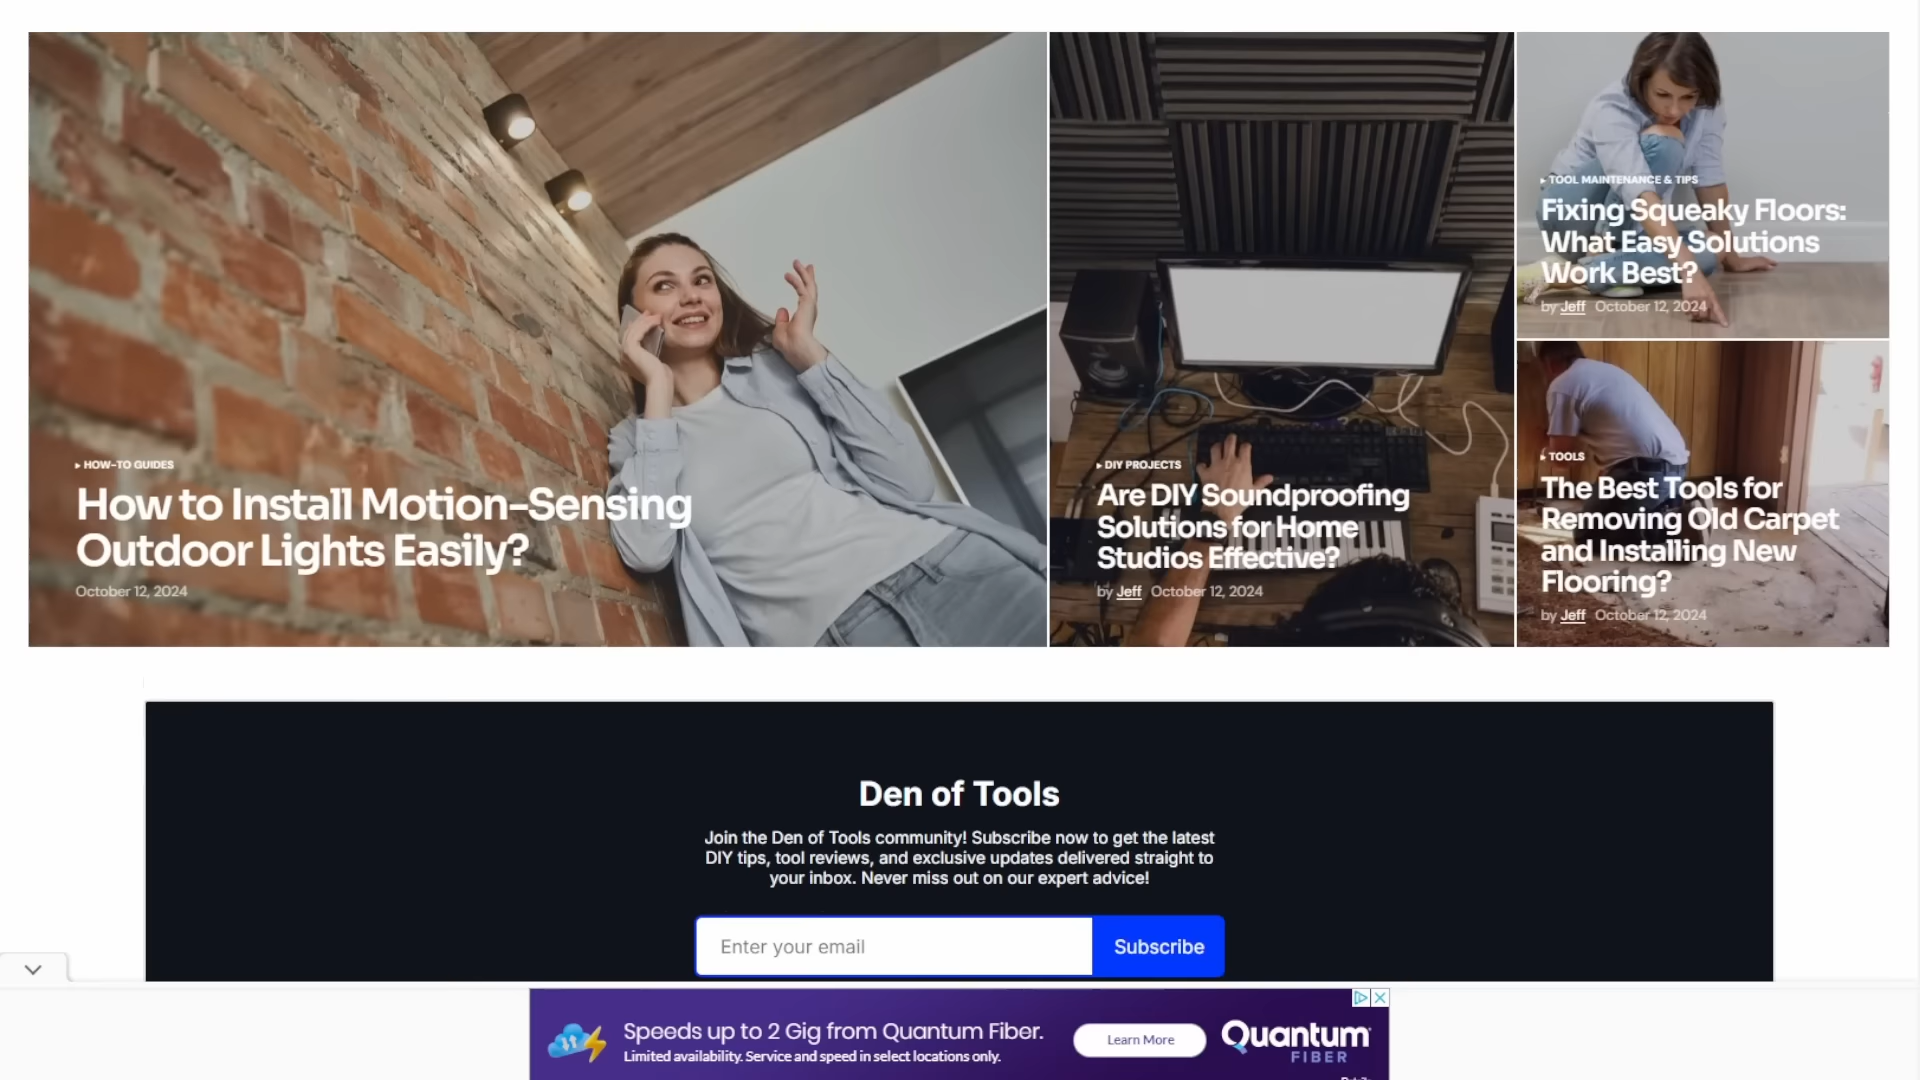 ▸ HOW-TO GUIDES
How to Install Motion-Sensing
Outdoor Lights Easily?
October 12, 2024
▸ DIY PROJECTS
Are DIY Soundproofing
Solutions for Home
Studios Effective?
by Jeff October 12, 2024
▸ TOOL MAINTENANCE & TIPS
Fixing Squeaky Floors:
What Easy Solutions
Work Best?
by Jeff October 12, 2024
▸ TOOLS
The Best Tools for
Removing Old Carpet
and Installing New
Flooring?
by Jeff October 12, 2024
Den of Tools
Join the Den of Tools community! Subscribe now to get the latest
DIY tips, tool reviews, and exclusive updates delivered straight to
your inbox. Never miss out on our expert advice!
Enter your email
Subscribe
Speeds up to 2 Gig from Quantum Fiber.
Limited availability. Service and speed in select locations only.
Learn More
Quantum
FIBER